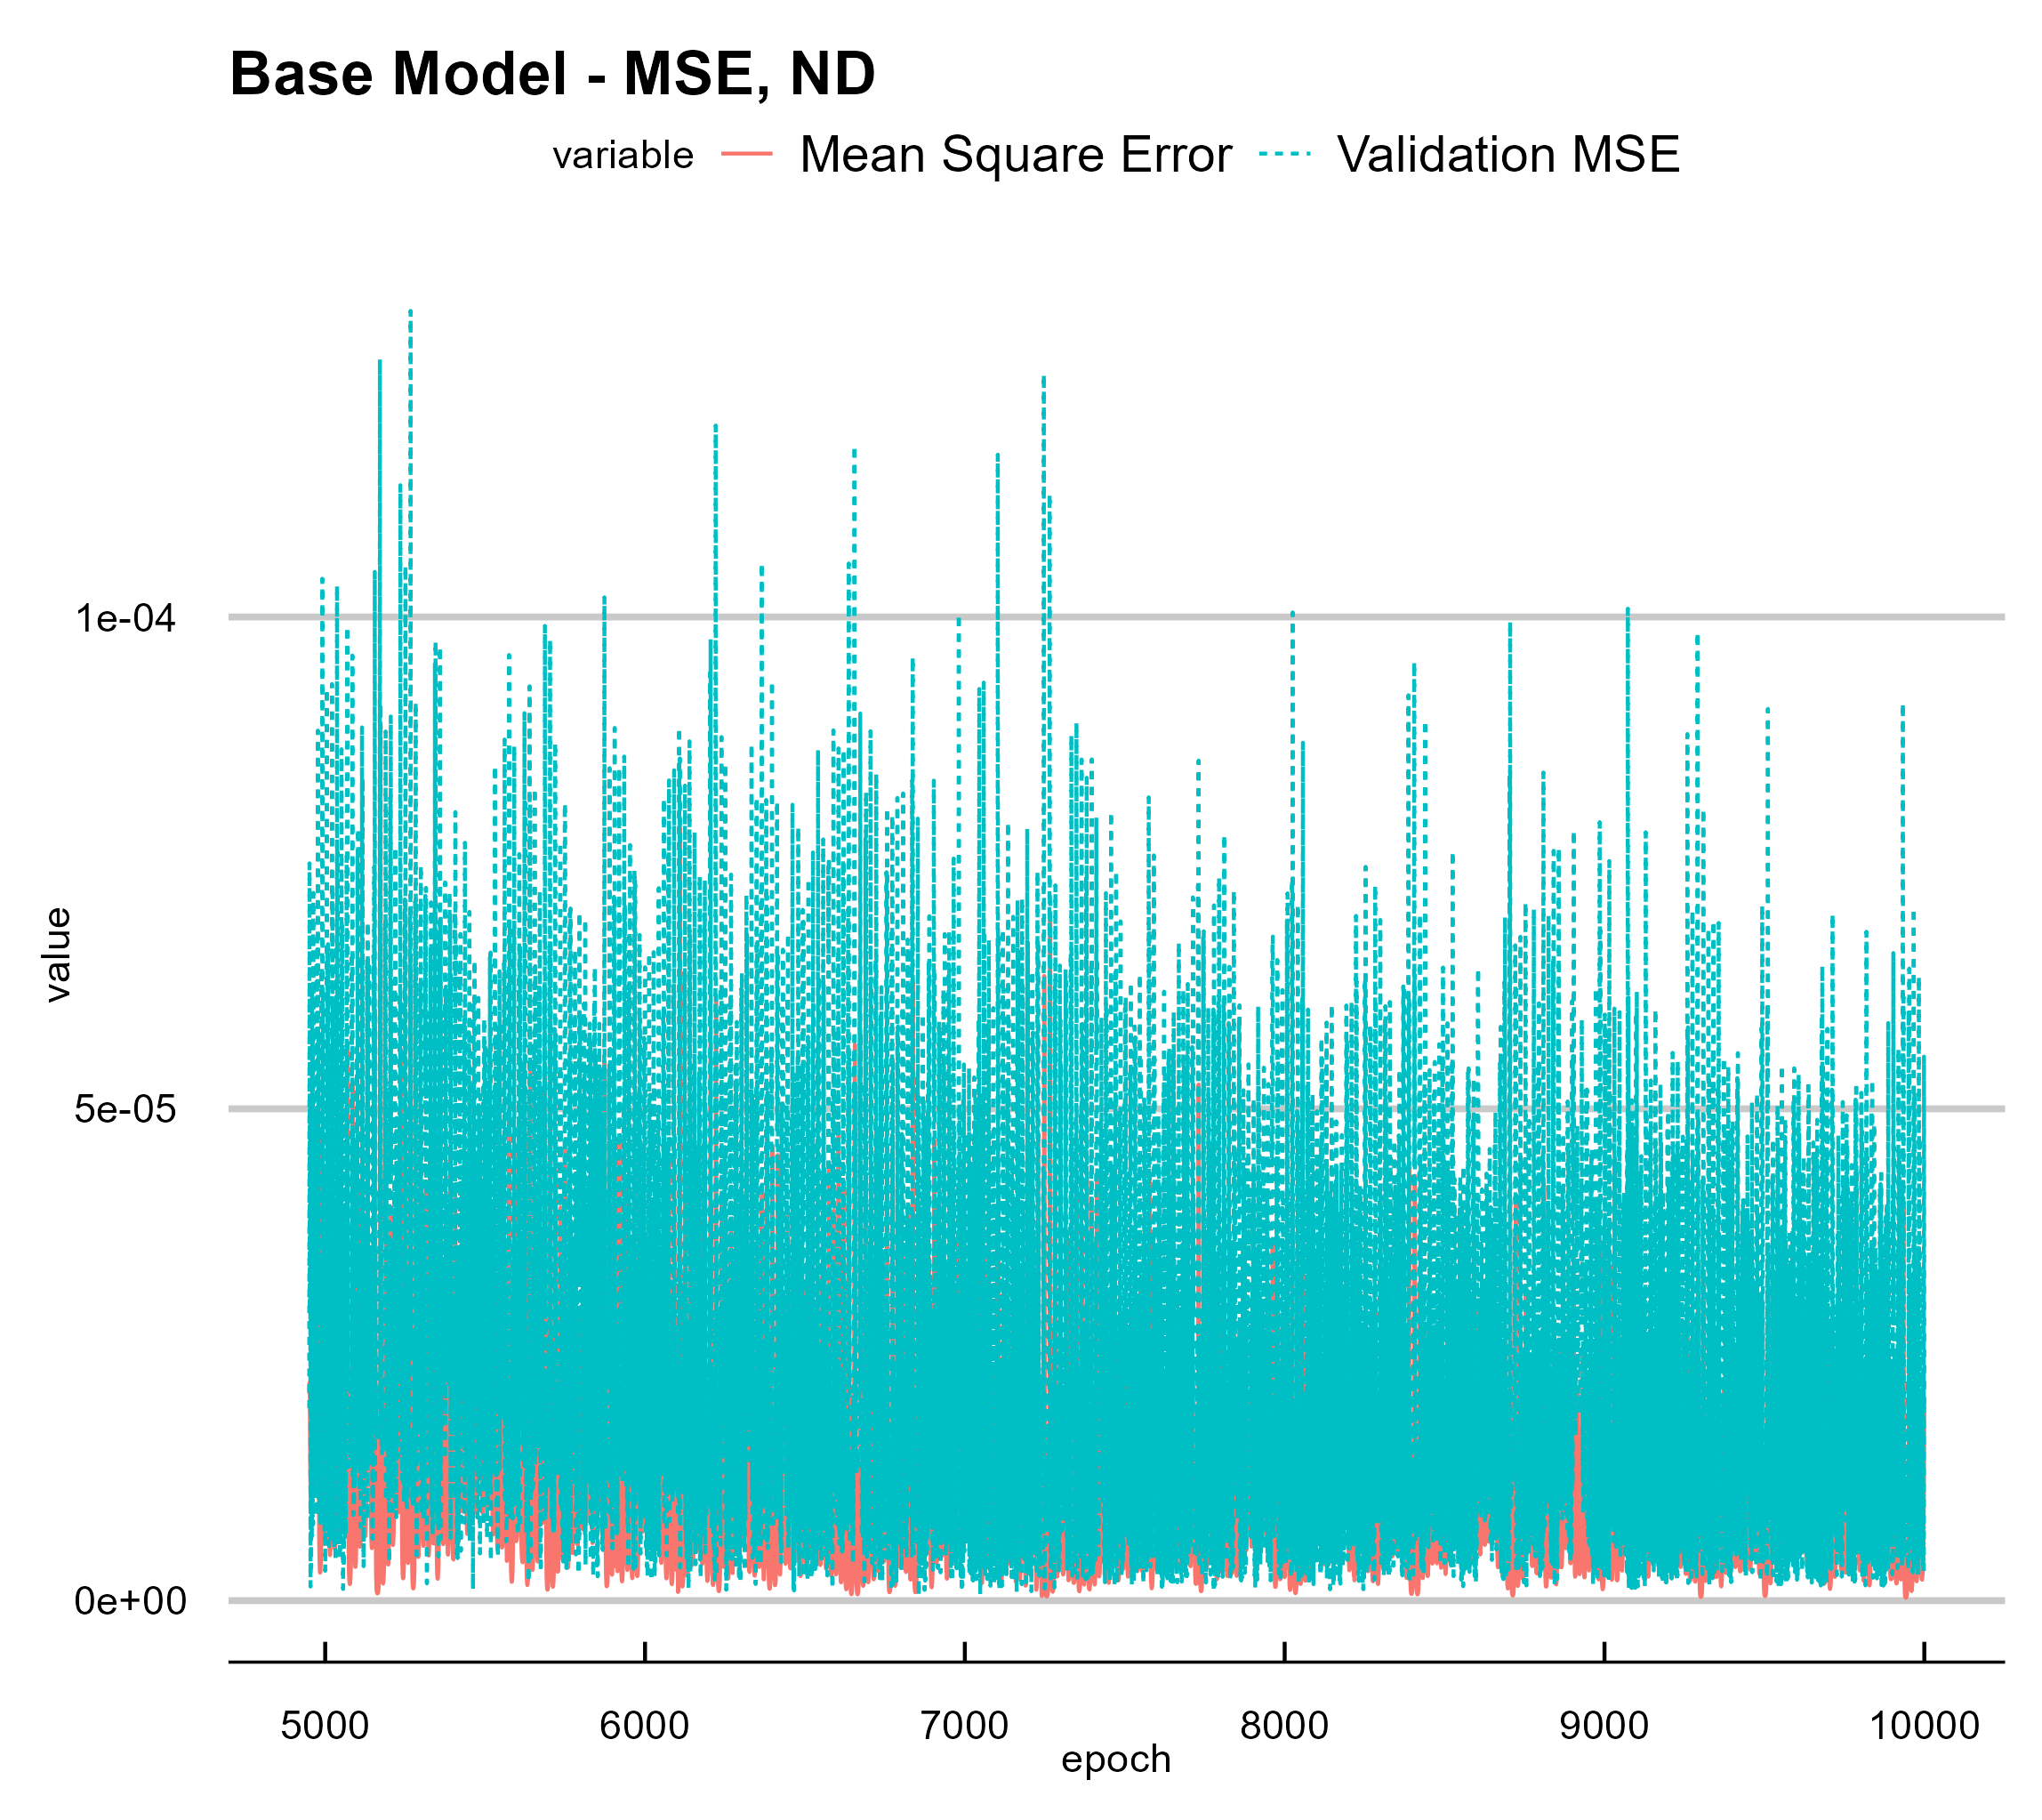 Base Model - MSE, ND
variable Mean Square Error Validation MSE
1e-04
5e-05
0e+00
value
5000 6000 7000 8000 9000 10000
epoch